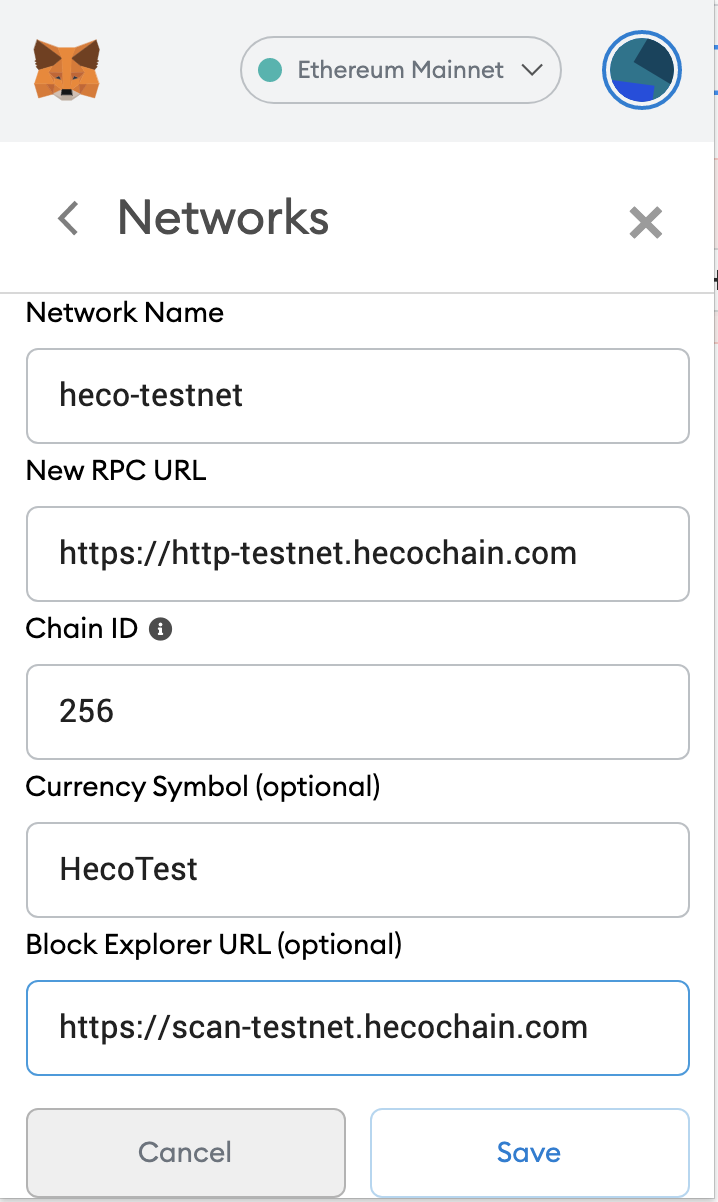 Ethereum Mainnet
Networks
Network Name
heco-testnet
New RPC URL
https://http-testnet.hecochain.com
Chain ID
256
Currency Symbol (optional)
HecoTest
Block Explorer URL (optional)
https://scan-testnet.hecochain.com
Cancel
Save